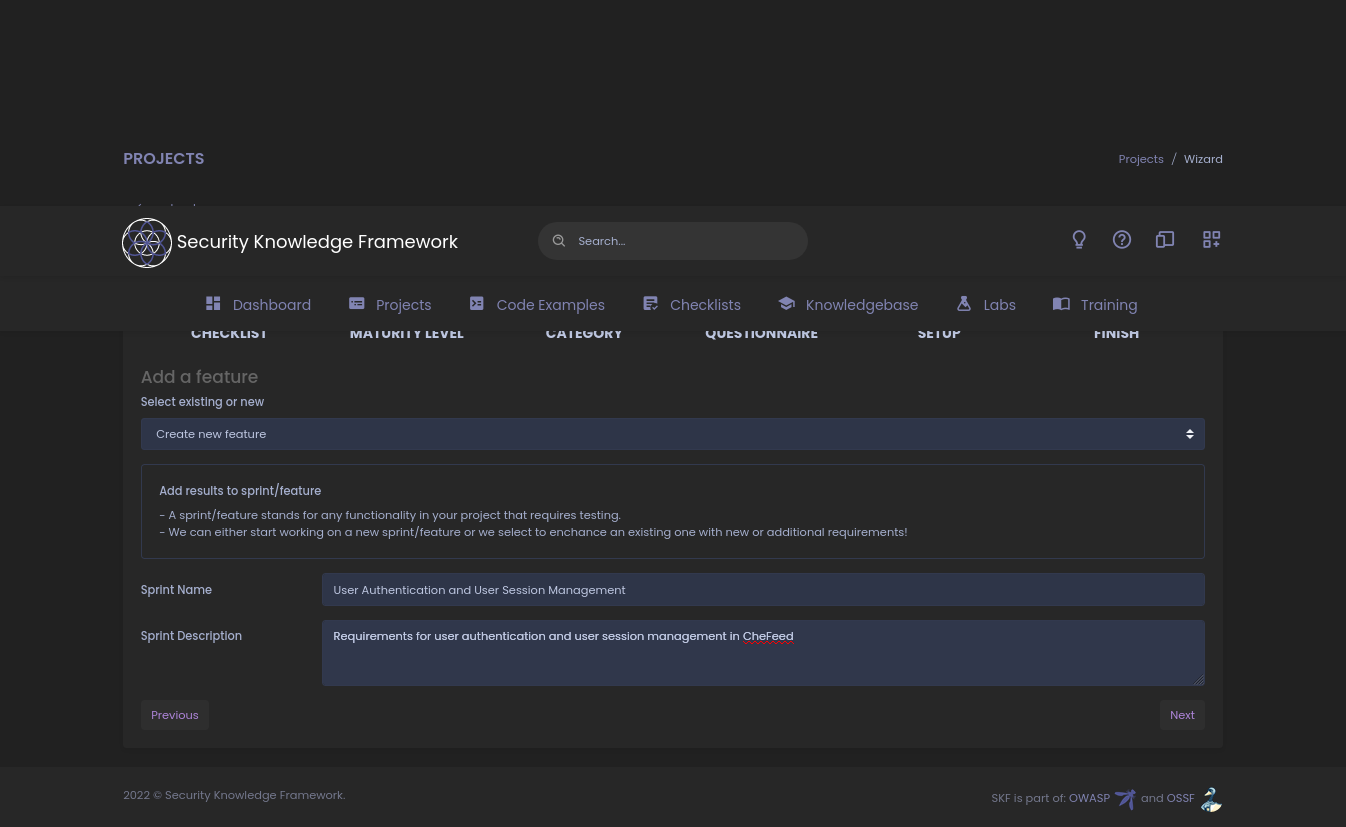 PROJECTS
Projects / Wizard
Security Knowledge Framework
Search...
Dashboard
Projects
Code Examples
Checklists
Knowledgebase
Labs
Training
CHECKLIST
MATURITY LEVEL
CATEGORY
QUESTIONNAIRE
SETUP
FINISH
Add a feature
Select existing or new
Create new feature
Add results to sprint/feature
- A sprint/feature stands for any functionality in your project that requires testing.
- We can either start working on a new sprint/feature or we select to enchance an existing one with new or additional requirements!
Sprint Name
User Authentication and User Session Management
Sprint Description
Requirements for user authentication and user session management in CheFeed
Previous
Next
2022 © Security Knowledge Framework.
SKF is part of: OWASP and OSSF